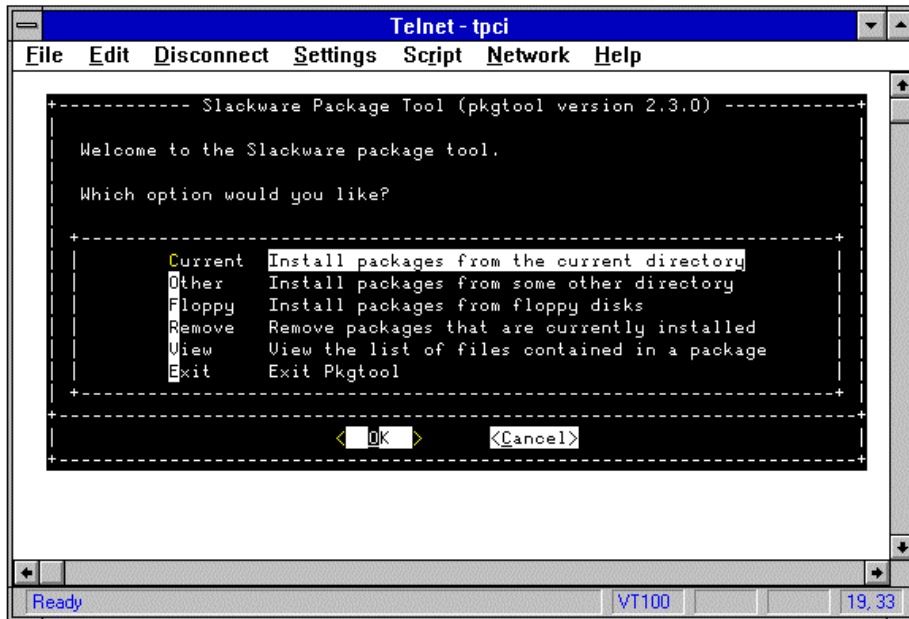 Telnet - tpci
File Edit Disconnect Settings Script Network Help
Slackware Package Tool (pkgtool version 2.3.0)
Welcome to the Slackware package tool.
Which option would you like?
Current Install packages from the current directory
Other Install packages from some other directory
Floppy Install packages from floppy disks
Remove Remove packages that are currently installed
View View the list of files contained in a package
Exit Exit Pkgtool
< OK > <Cancel>
Ready VT100 19, 33